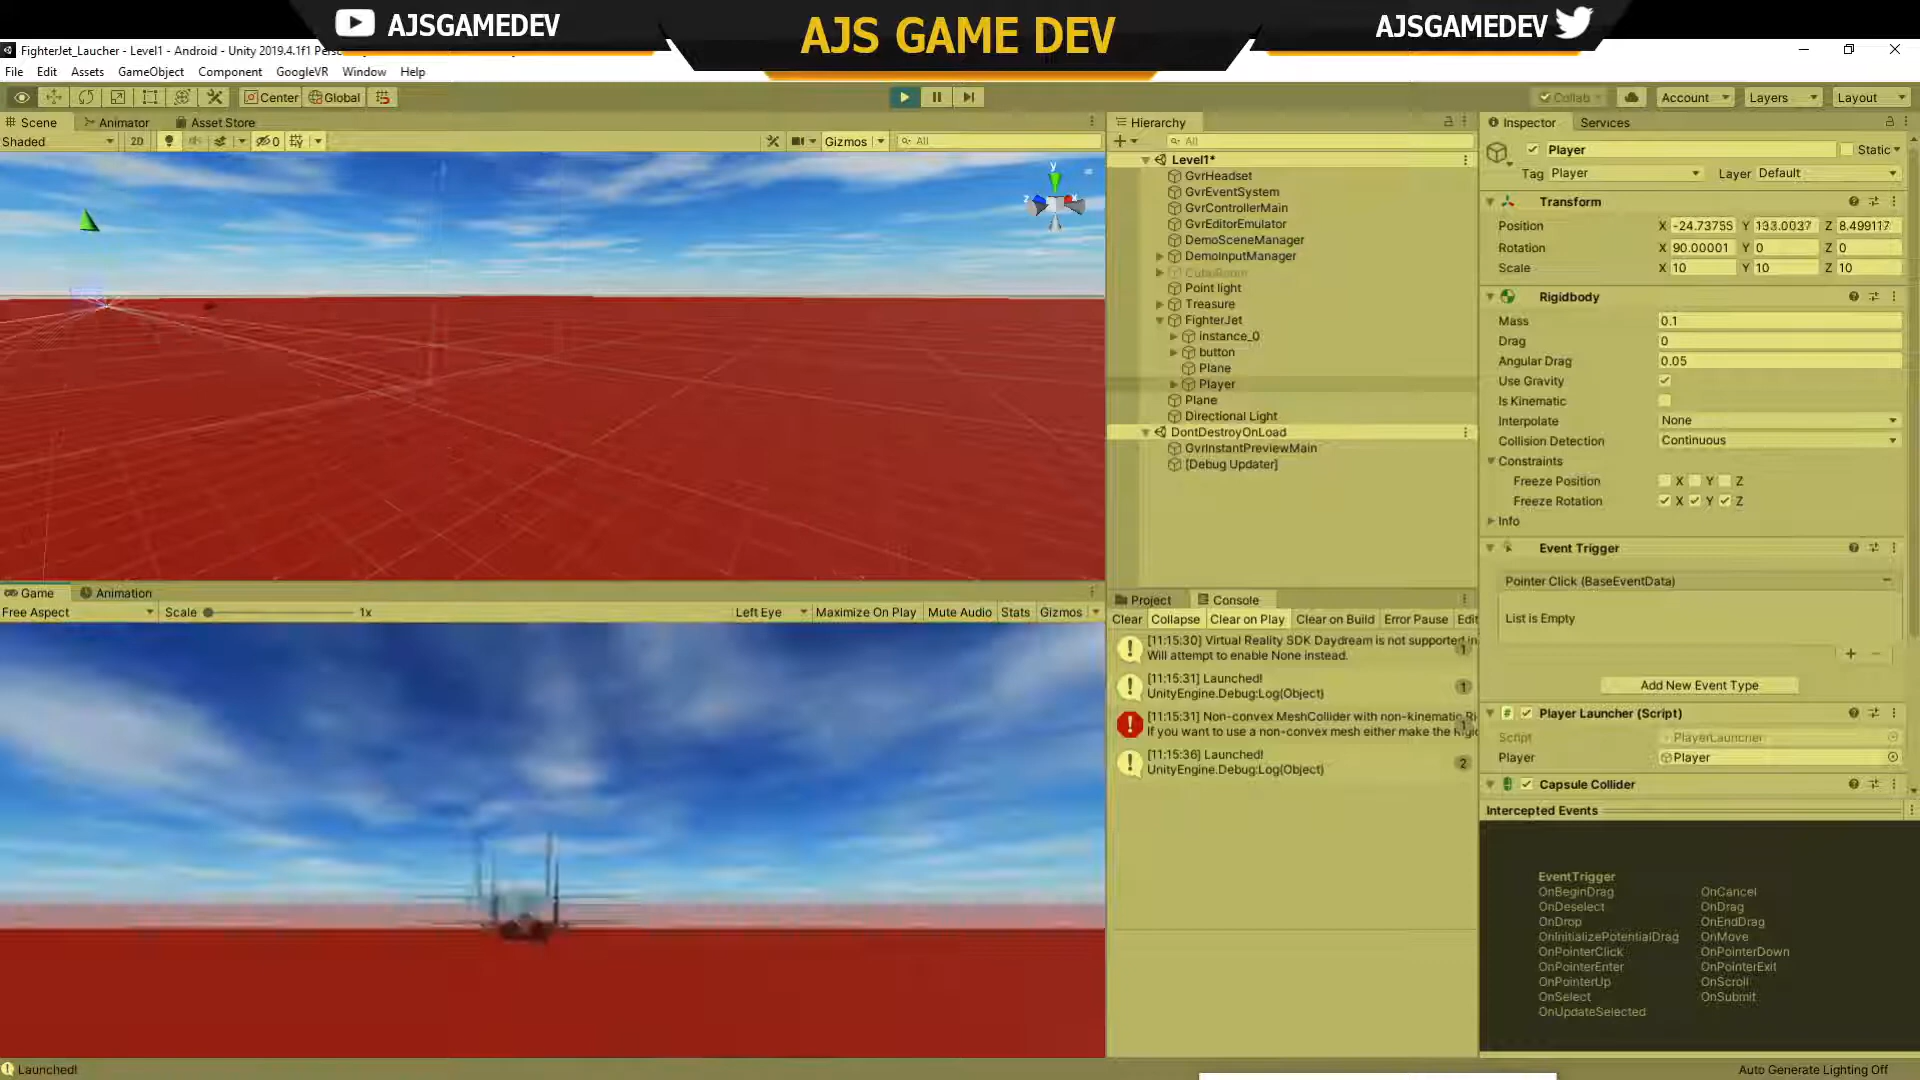 AJSGAMEDEV
AJS GAME DEV
AJSGAMEDEV
FighterJet_Laucher - Level1 - Android - Unity 2019.4.1f1 Pers
File Edit Assets GameObject Component GoogleVR Window Help
Center Global
Collab Account Layers Layout
Scene Animator Asset Store
Shaded 2D 0 Gizmos All
y
z x
Game Animation
Free Aspect Scale 1x Left Eye Maximize On Play Mute Audio Stats Gizmos
Hierarchy
All
Level1*
GvrHeadset
GvrEventSystem
GvrControllerMain
GvrEditorEmulator
DemoSceneManager
DemoInputManager
CubeRoom
Point light
Treasure
FighterJet
instance_0
button
Plane
Player
Plane
Directional Light
DontDestroyOnLoad
GvrInstantPreviewMain
[Debug Updater]
Project Console
Clear Collapse Clear on Play Clear on Build Error Pause Edit
[11:15:30] Virtual Reality SDK Daydream is not supported in
Will attempt to enable None instead.
1
[11:15:31] Launched!
UnityEngine.Debug:Log(Object)
1
[11:15:31] Non-convex MeshCollider with non-kinematic Ri
If you want to use a non-convex mesh either make the Rigid
1
[11:15:36] Launched!
UnityEngine.Debug:Log(Object)
2
Inspector Services
Player Static
Tag Player Layer Default
Transform
Position X -24.73755 Y 193.0037 Z 8.499117
Rotation X 90.00001 Y 0 Z 0
Scale X 10 Y 10 Z 10
Rigidbody
Mass 0.1
Drag 0
Angular Drag 0.05
Use Gravity
Is Kinematic
Interpolate None
Collision Detection Continuous
Constraints
Freeze Position X Y Z
Freeze Rotation X Y Z
Info
Event Trigger
Pointer Click (BaseEventData)
List is Empty
Add New Event Type
Player Launcher (Script)
Script PlayerLauncher
Player Player
Capsule Collider
Intercepted Events
EventTrigger
OnBeginDrag OnCancel
OnDeselect OnDrag
OnDrop OnEndDrag
OnInitializePotentialDrag OnMove
OnPointerClick OnPointerDown
OnPointerEnter OnPointerExit
OnPointerUp OnScroll
OnSelect OnSubmit
OnUpdateSelected
Launched!
Auto Generate Lighting Off